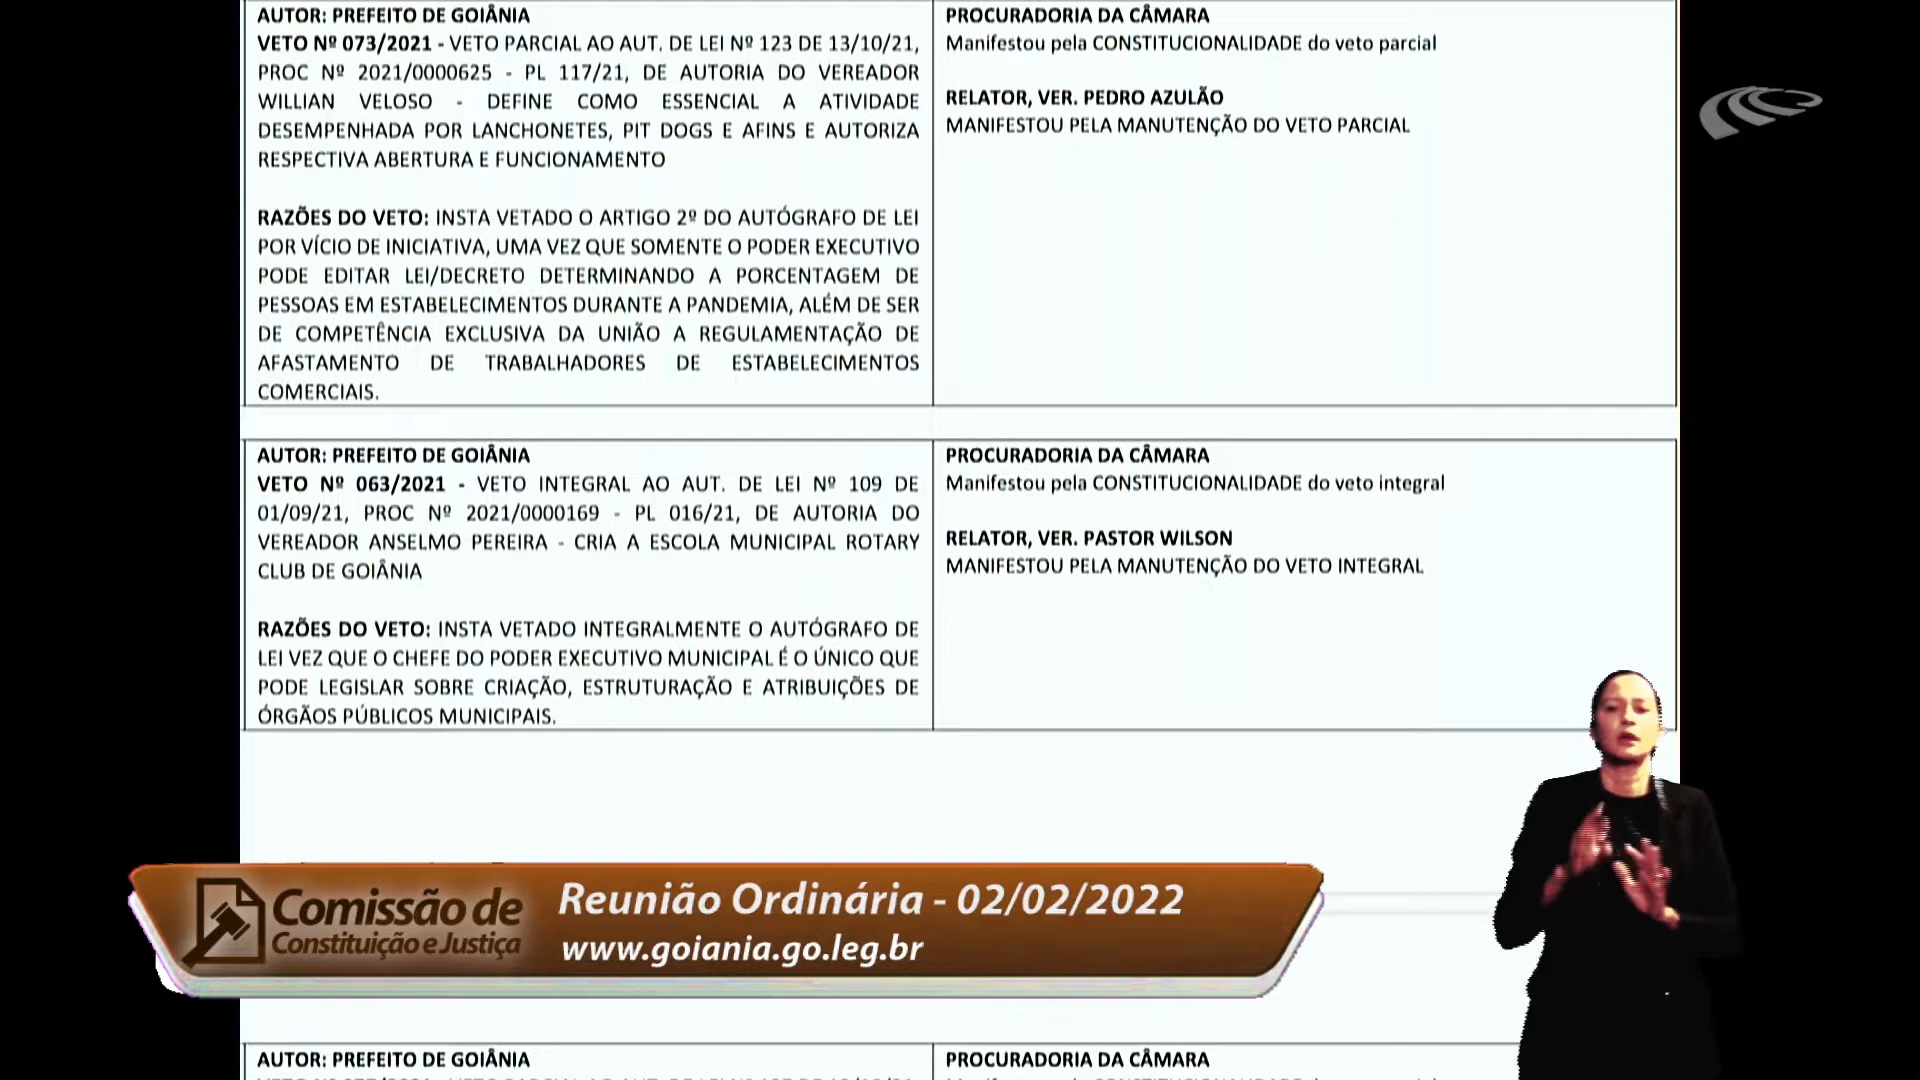 AUTOR: PREFEITO DE GOIÂNIA
VETO Nº 073/2021 - VETO PARCIAL AO AUT. DE LEI Nº 123 DE 13/10/21,
PROC Nº 2021/0000625 - PL 117/21, DE AUTORIA DO VEREADOR
WILLIAN VELOSO - DEFINE COMO ESSENCIAL A ATIVIDADE
DESEMPENHADA POR LANCHONETES, PIT DOGS E AFINS E AUTORIZA
RESPECTIVA ABERTURA E FUNCIONAMENTO
RAZÕES DO VETO: INSTA VETADO O ARTIGO 2º DO AUTÓGRAFO DE LEI
POR VÍCIO DE INICIATIVA, UMA VEZ QUE SOMENTE O PODER EXECUTIVO
PODE EDITAR LEI/DECRETO DETERMINANDO A PORCENTAGEM DE
PESSOAS EM ESTABELECIMENTOS DURANTE A PANDEMIA, ALÉM DE SER
DE COMPETÊNCIA EXCLUSIVA DA UNIÃO A REGULAMENTAÇÃO DE
AFASTAMENTO DE TRABALHADORES DE ESTABELECIMENTOS
COMERCIAIS.
PROCURADORIA DA CÂMARA
Manifestou pela CONSTITUCIONALIDADE do veto parcial
RELATOR, VER. PEDRO AZULÃO
MANIFESTOU PELA MANUTENÇÃO DO VETO PARCIAL
AUTOR: PREFEITO DE GOIÂNIA
VETO Nº 063/2021 - VETO INTEGRAL AO AUT. DE LEI Nº 109 DE
01/09/21, PROC Nº 2021/0000169 - PL 016/21, DE AUTORIA DO
VEREADOR ANSELMO PEREIRA - CRIA A ESCOLA MUNICIPAL ROTARY
CLUB DE GOIÂNIA
RAZÕES DO VETO: INSTA VETADO INTEGRALMENTE O AUTÓGRAFO DE
LEI VEZ QUE O CHEFE DO PODER EXECUTIVO MUNICIPAL É O ÚNICO QUE
PODE LEGISLAR SOBRE CRIAÇÃO, ESTRUTURAÇÃO E ATRIBUIÇÕES DE
ÓRGÃOS PÚBLICOS MUNICIPAIS.
PROCURADORIA DA CÂMARA
Manifestou pela CONSTITUCIONALIDADE do veto integral
RELATOR, VER. PASTOR WILSON
MANIFESTOU PELA MANUTENÇÃO DO VETO INTEGRAL
Comissão de
Constituição e Justiça
Reunião Ordinária - 02/02/2022
www.goiania.go.leg.br
AUTOR: PREFEITO DE GOIÂNIA
PROCURADORIA DA CÂMARA